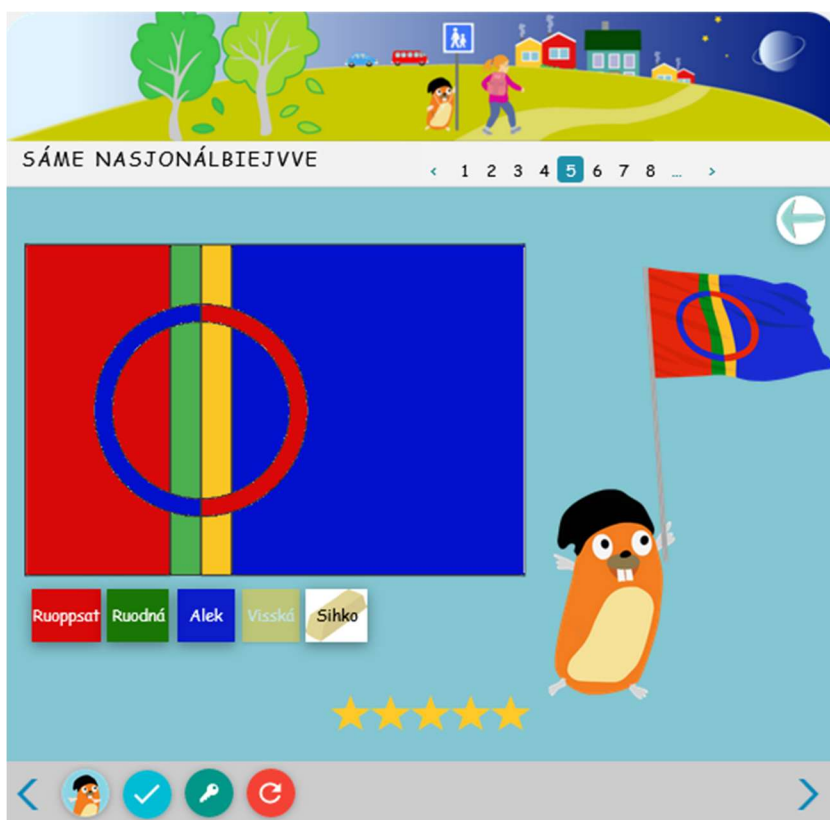 SÁME NASJONÁLBIEJVVE
‹ 1 2 3 4 5 6 7 8 ... ›
Ruoppsat Ruodná Alek Visská Sihko